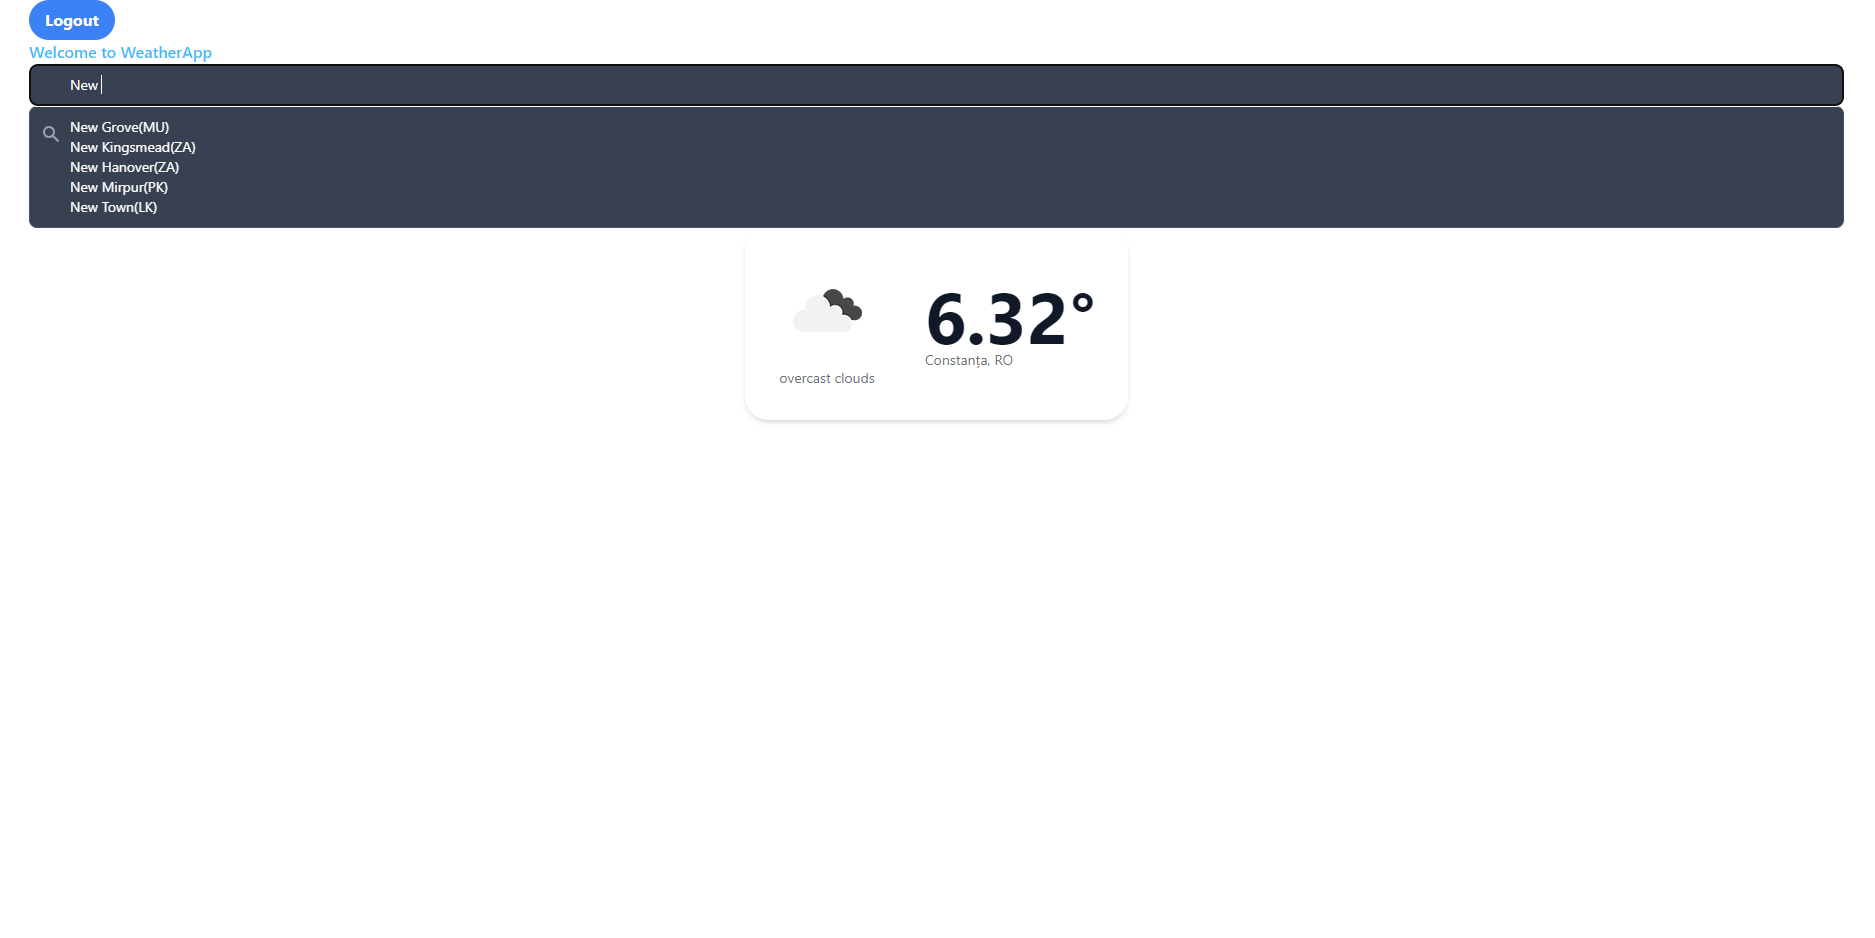 Logout
Welcome to WeatherApp
New
New Grove(MU)
New Kingsmead(ZA)
New Hanover(ZA)
New Mirpur(PK)
New Town(LK)
6.32°
Constanța, RO
overcast clouds